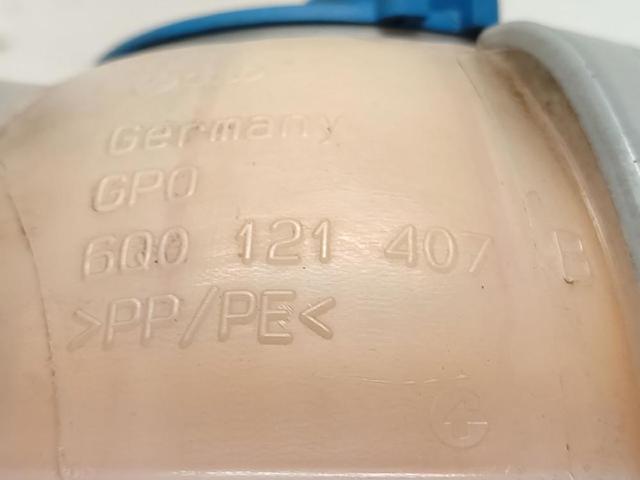 Germany
GPO
6Q0 121 407 B
>PP/PE<